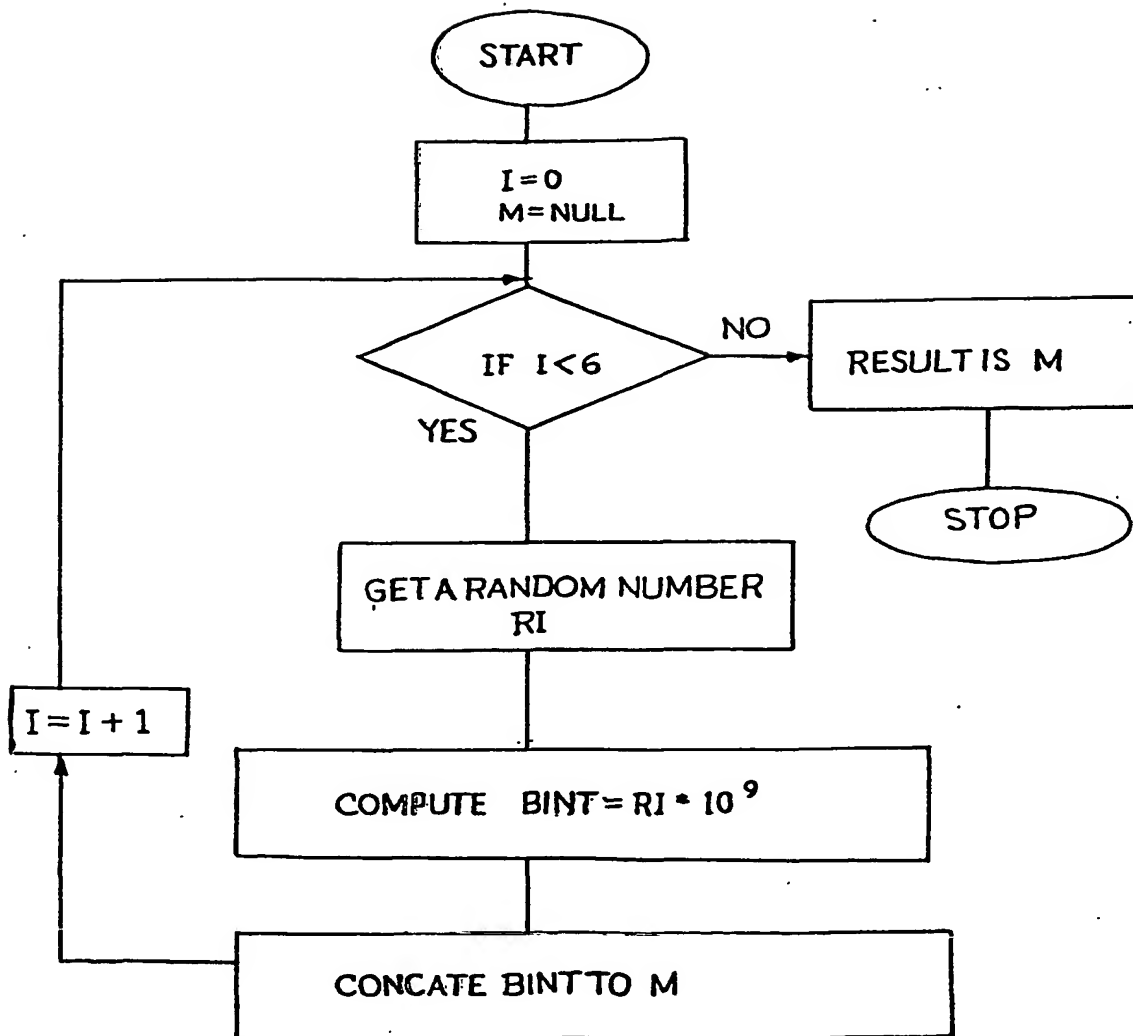 START
I=0
M=NULL
IF I<6
NO
RESULT IS M
YES
STOP
GET A RANDOM NUMBER
RI
I=I+1
COMPUTE BINT=RI*10⁹
CONCATE BINT TO M